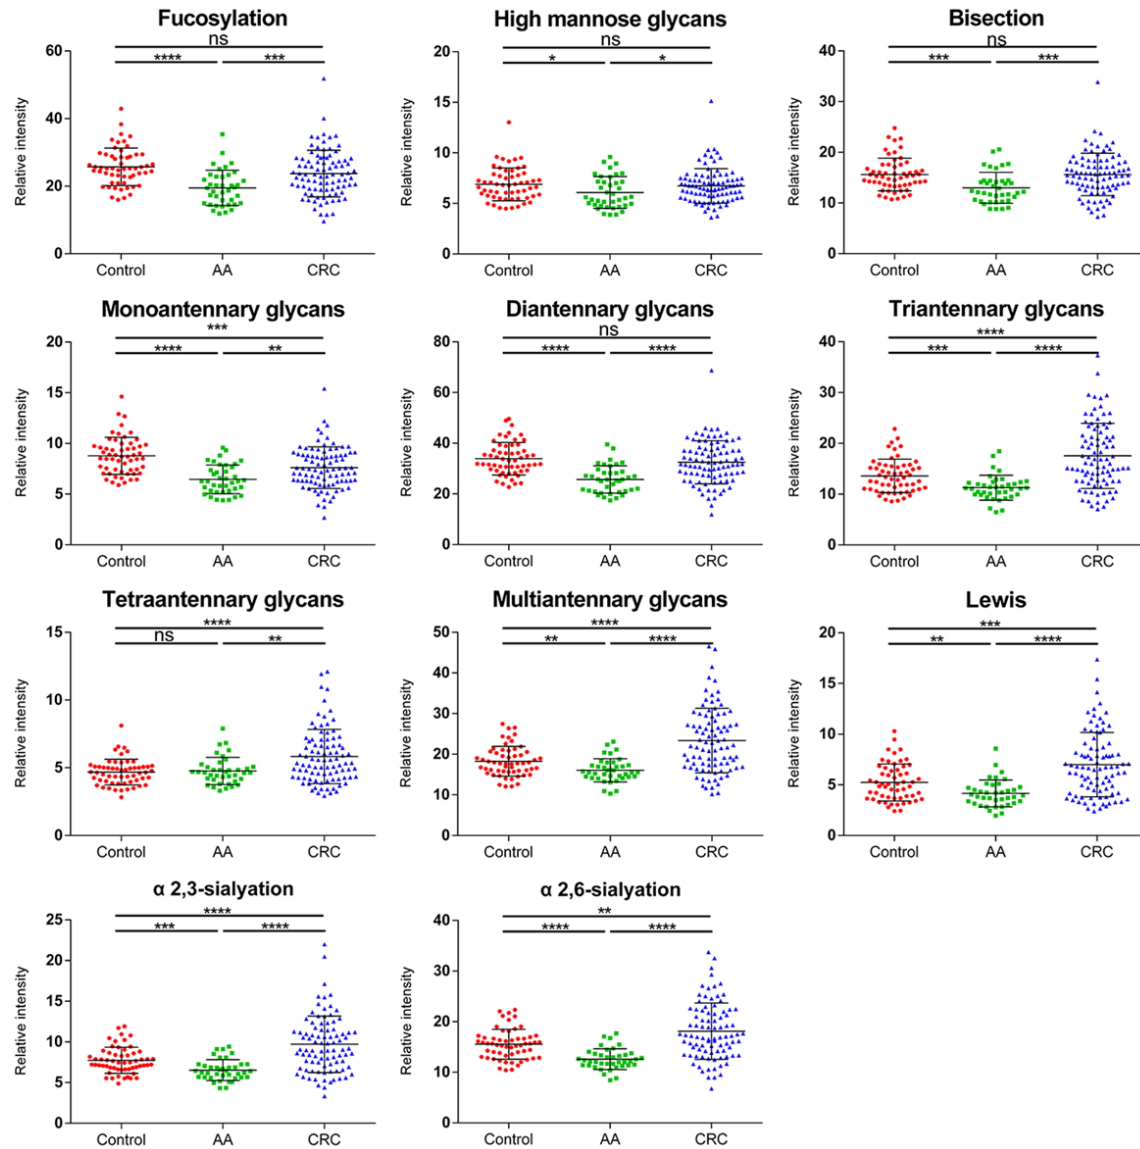 Fucosylation
ns
**** ***
Relative intensity
60
40
20
0
Control AA CRC
High mannose glycans
ns
* *
Relative intensity
20
15
10
5
0
Control AA CRC
Bisection
ns
*** ***
Relative intensity
40
30
20
10
0
Control AA CRC
Monoantennary glycans
***
**** **
Relative intensity
20
15
10
5
0
Control AA CRC
Diantennary glycans
ns
**** ****
Relative intensity
80
60
40
20
0
Control AA CRC
Triantennary glycans
****
*** ****
Relative intensity
40
30
20
10
0
Control AA CRC
Tetraantennary glycans
****
ns **
Relative intensity
15
10
5
0
Control AA CRC
Multiantennary glycans
****
** ****
Relative intensity
50
40
30
20
10
0
Control AA CRC
Lewis
***
** ****
Relative intensity
20
15
10
5
0
Control AA CRC
α 2,3-sialyation
****
*** ****
Relative intensity
25
20
15
10
5
0
Control AA CRC
α 2,6-sialyation
**
**** ****
Relative intensity
40
30
20
10
0
Control AA CRC